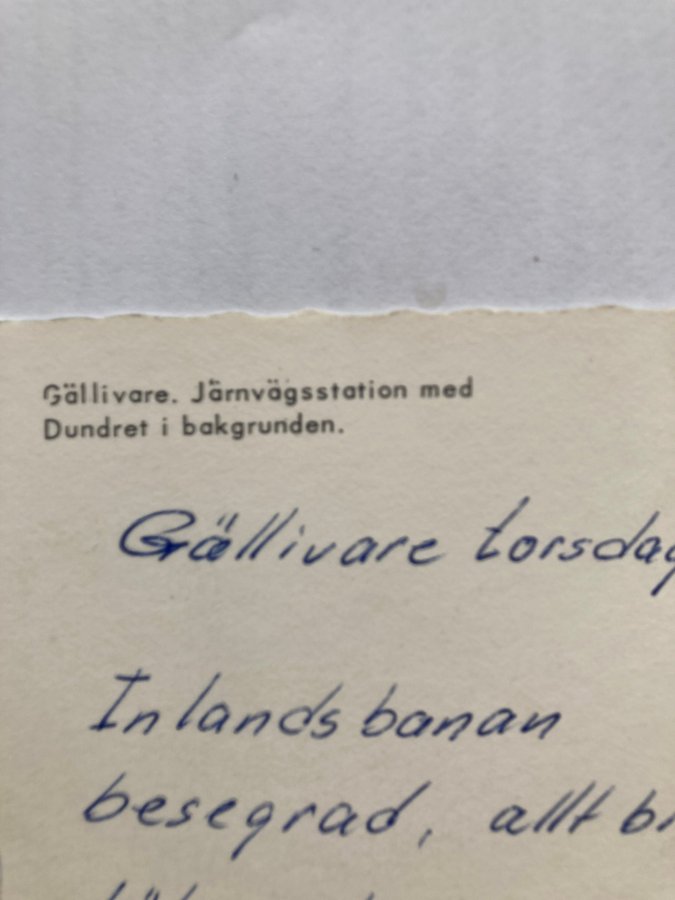 Gällivare. Järnvägsstation med
Dundret i bakgrunden.
Gällivare torsdag
Inlandsbanan
besegrad, allt